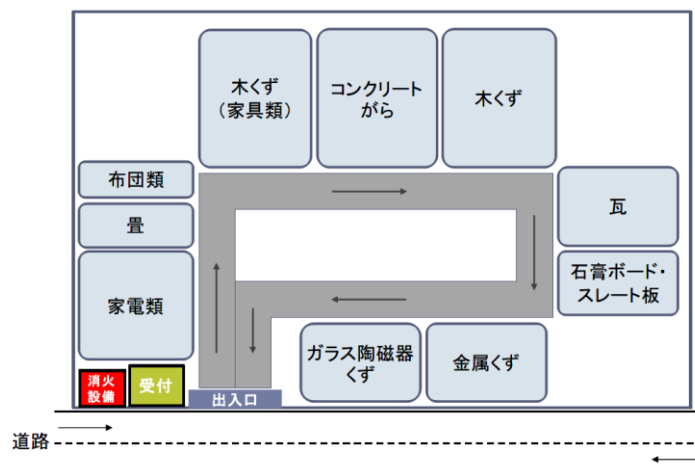 木くず
（家具類）
コンクリート
がら
木くず
布団類
畳
家電類
瓦
石膏ボード・
スレート板
ガラス陶磁器
くず
金属くず
消火
設備
受付
出入口
道路